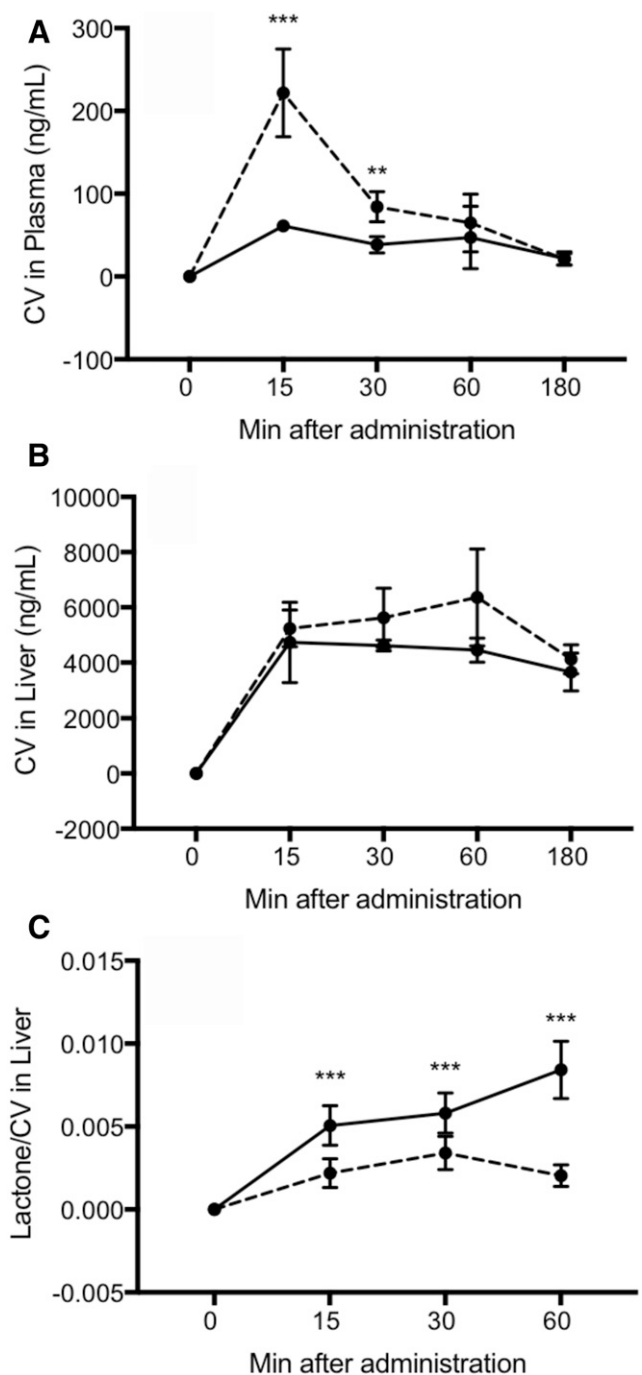 A
CV in Plasma (ng/mL)
300
200
100
0
-100
***
**
0 15 30 60 180
Min after administration
B
CV in Liver (ng/mL)
10000
8000
6000
4000
2000
0
-2000
0 15 30 60 180
Min after administration
C
Lactone/CV in Liver
0.015
0.010
0.005
0.000
-0.005
*** *** ***
0 15 30 60
Min after administration